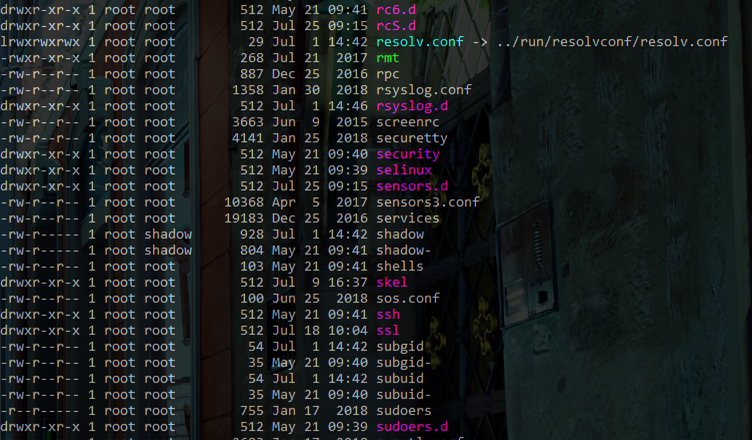 drwxr-xr-x 1 root root 512 May 21 09:41 rc6.d
drwxr-xr-x 1 root root 512 Jul 25 09:15 rcS.d
lrwxrwxrwx 1 root root 29 Jul 1 14:42 resolv.conf -> ../run/resolvconf/resolv.conf
-rwxr-xr-x 1 root root 268 Jul 21 2017 rmt
-rw-r--r-- 1 root root 887 Dec 25 2016 rpc
-rw-r--r-- 1 root root 1358 Jan 30 2018 rsyslog.conf
drwxr-xr-x 1 root root 512 Jul 1 14:46 rsyslog.d
-rw-r--r-- 1 root root 3663 Jun 9 2015 screenrc
-rw-r--r-- 1 root root 4141 Jan 25 2018 securetty
drwxr-xr-x 1 root root 512 May 21 09:40 security
drwxr-xr-x 1 root root 512 May 21 09:39 selinux
drwxr-xr-x 1 root root 512 Jul 25 09:15 sensors.d
-rw-r--r-- 1 root root 10368 Apr 5 2017 sensors3.conf
-rw-r--r-- 1 root root 19183 Dec 25 2016 services
-rw-r----- 1 root shadow 928 Jul 1 14:42 shadow
-rw-r----- 1 root shadow 804 May 21 09:41 shadow-
-rw-r--r-- 1 root root 103 May 21 09:41 shells
drwxr-xr-x 1 root root 512 Jul 9 16:37 skel
-rw-r--r-- 1 root root 100 Jun 25 2018 sos.conf
drwxr-xr-x 1 root root 512 May 21 09:41 ssh
drwxr-xr-x 1 root root 512 Jul 18 10:04 ssl
-rw-r--r-- 1 root root 54 Jul 1 14:42 subgid
-rw-r--r-- 1 root root 35 May 21 09:40 subgid-
-rw-r--r-- 1 root root 54 Jul 1 14:42 subuid
-rw-r--r-- 1 root root 35 May 21 09:40 subuid-
-r--r----- 1 root root 755 Jan 17 2018 sudoers
drwxr-xr-x 1 root root 512 May 21 09:39 sudoers.d